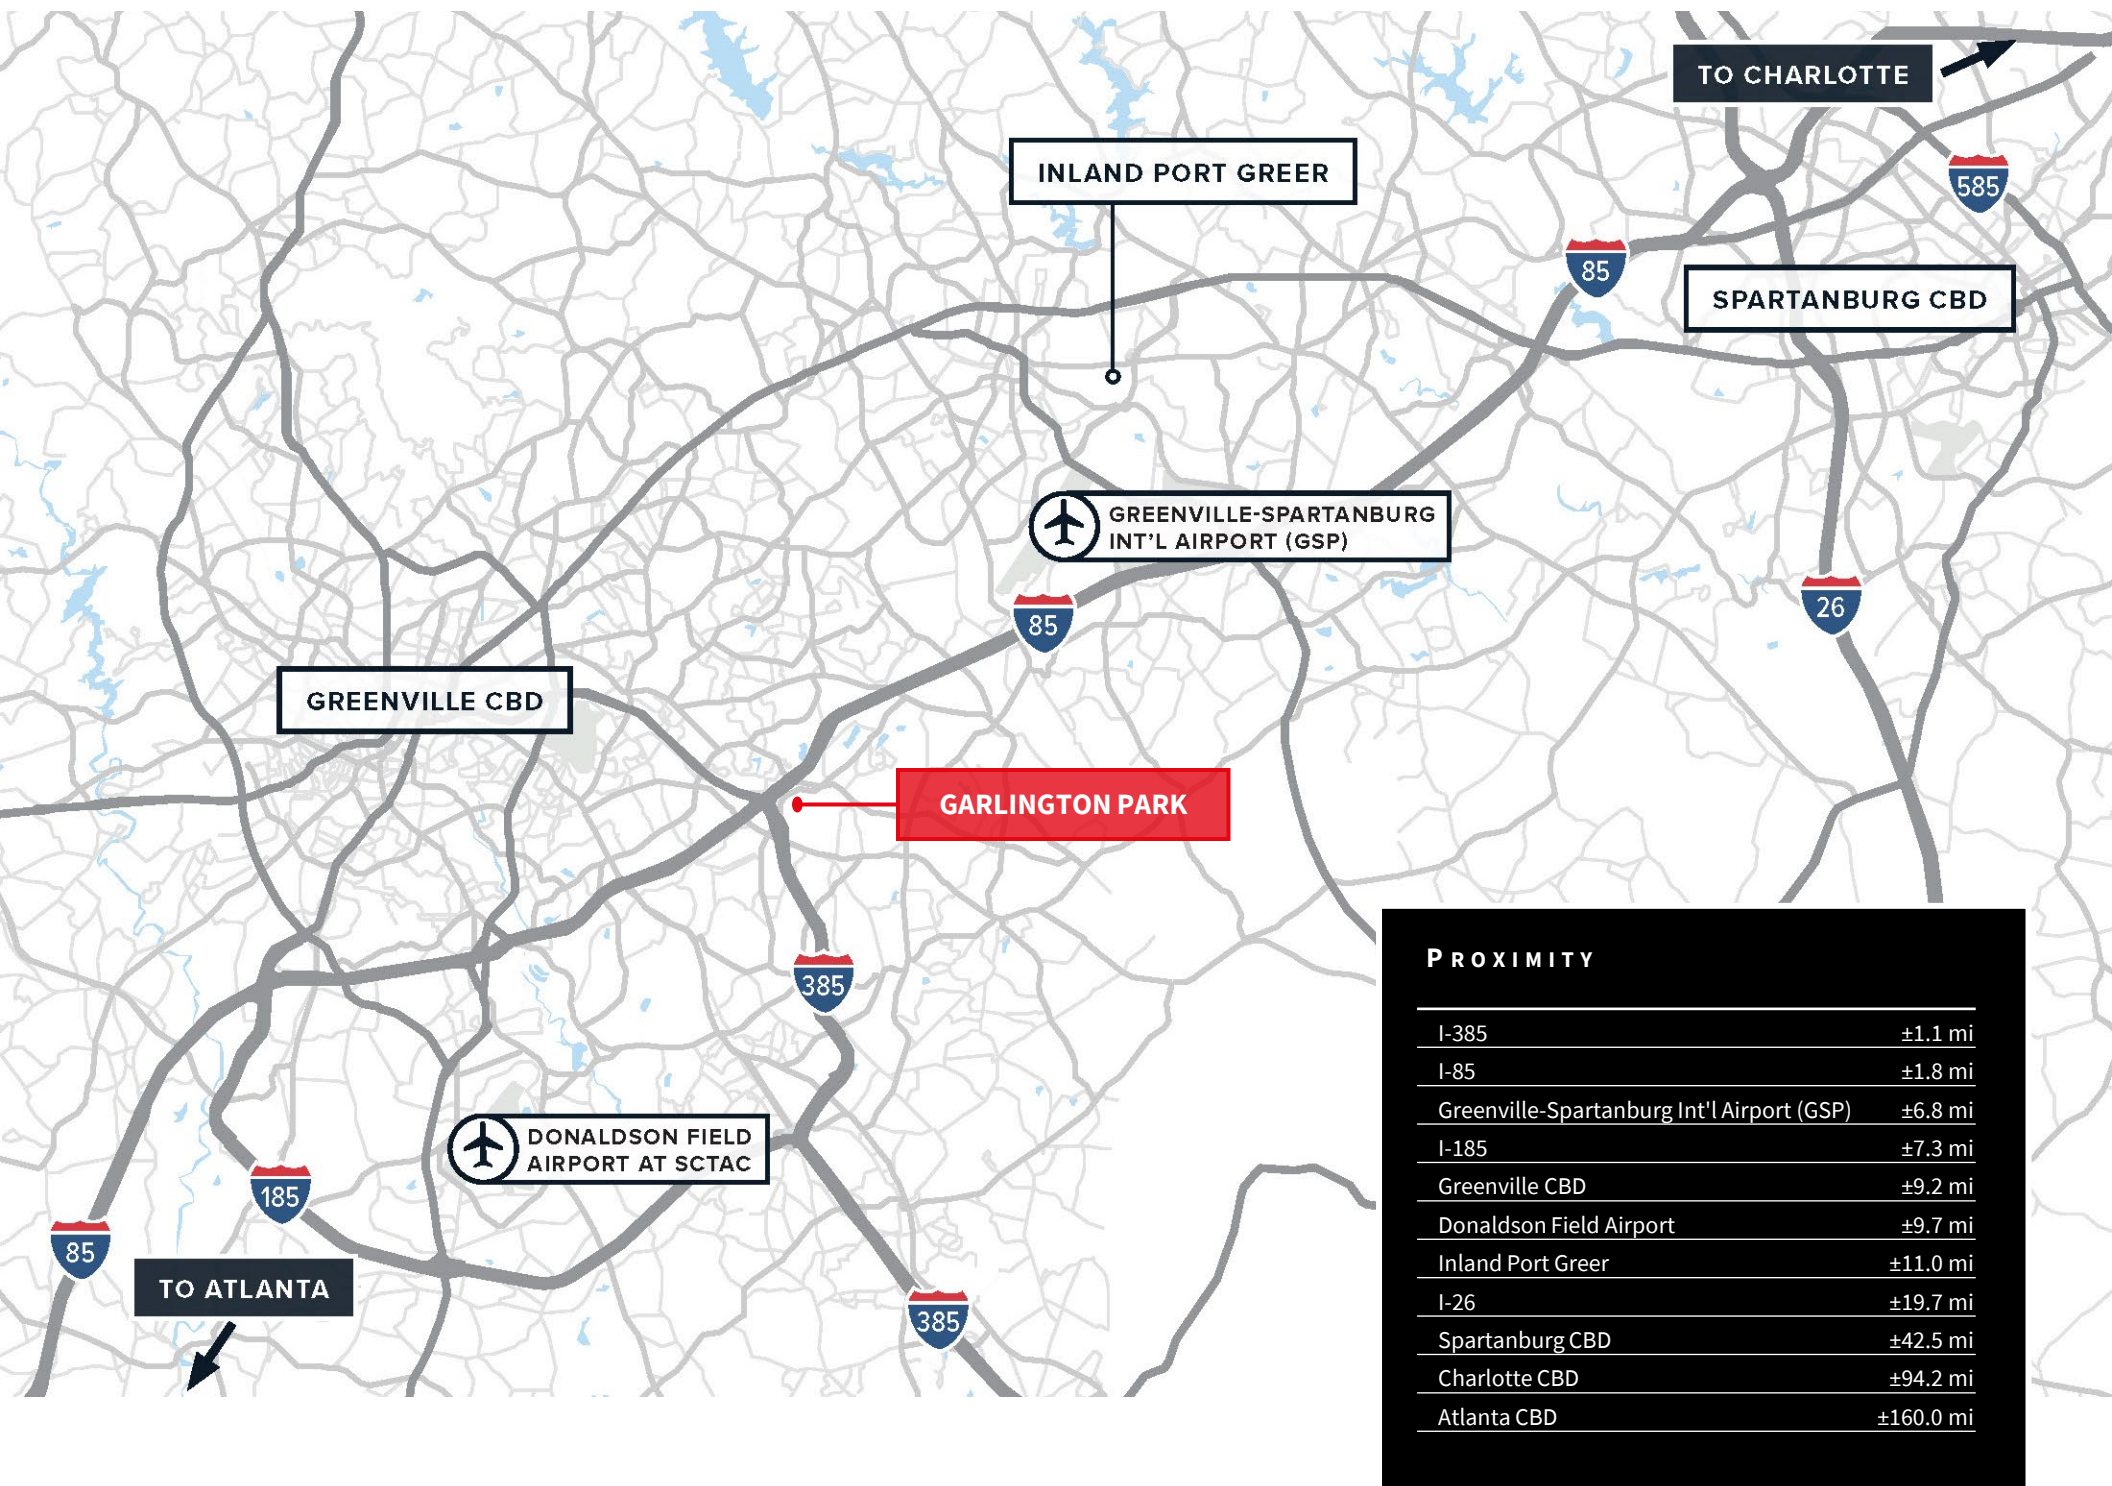 TO CHARLOTTE
INLAND PORT GREER
585
85
SPARTANBURG CBD
GREENVILLE-SPARTANBURG
INT'L AIRPORT (GSP)
85
26
GREENVILLE CBD
GARLINGTON PARK
385
DONALDSON FIELD
AIRPORT AT SCTAC
185
85
TO ATLANTA
385
PROXIMITY
I-385 ±1.1 mi
I-85 ±1.8 mi
Greenville-Spartanburg Int'l Airport (GSP) ±6.8 mi
I-185 ±7.3 mi
Greenville CBD ±9.2 mi
Donaldson Field Airport ±9.7 mi
Inland Port Greer ±11.0 mi
I-26 ±19.7 mi
Spartanburg CBD ±42.5 mi
Charlotte CBD ±94.2 mi
Atlanta CBD ±160.0 mi